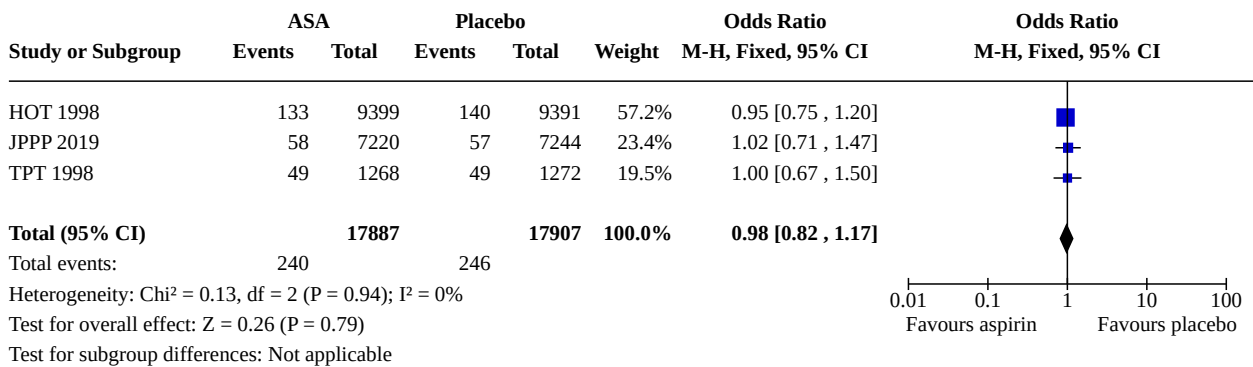 ASA Placebo Odds Ratio Odds Ratio
Study or Subgroup Events Total Events Total Weight M-H, Fixed, 95% CI M-H, Fixed, 95% CI
HOT 1998 133 9399 140 9391 57.2% 0.95 [0.75 , 1.20]
JPPP 2019 58 7220 57 7244 23.4% 1.02 [0.71 , 1.47]
TPT 1998 49 1268 49 1272 19.5% 1.00 [0.67 , 1.50]
Total (95% CI) 17887 17907 100.0% 0.98 [0.82 , 1.17]
Total events: 240 246
Heterogeneity: Chi² = 0.13, df = 2 (P = 0.94); I² = 0%
0.01 0.1 1 10 100
Test for overall effect: Z = 0.26 (P = 0.79) Favours aspirin Favours placebo
Test for subgroup differences: Not applicable